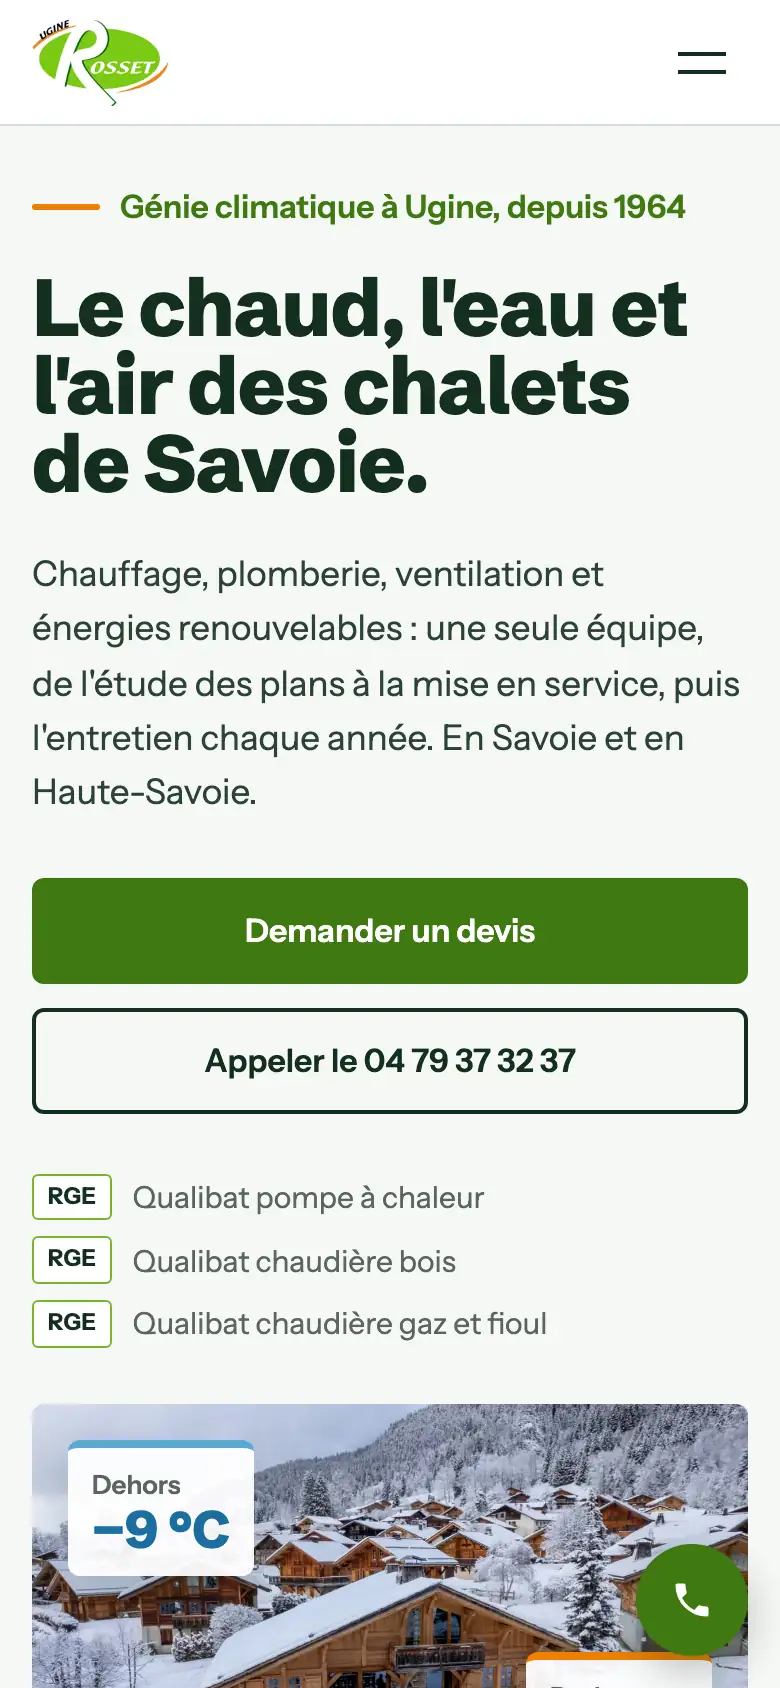 UGINE
ROSSET
Génie climatique à Ugine, depuis 1964
Le chaud, l'eau et
l'air des chalets
de Savoie.
Chauffage, plomberie, ventilation et
énergies renouvelables : une seule équipe,
de l'étude des plans à la mise en service, puis
l'entretien chaque année. En Savoie et en
Haute-Savoie.
Demander un devis
Appeler le 04 79 37 32 37
RGE Qualibat pompe à chaleur
RGE Qualibat chaudière bois
RGE Qualibat chaudière gaz et fioul
Dehors
−9 °C